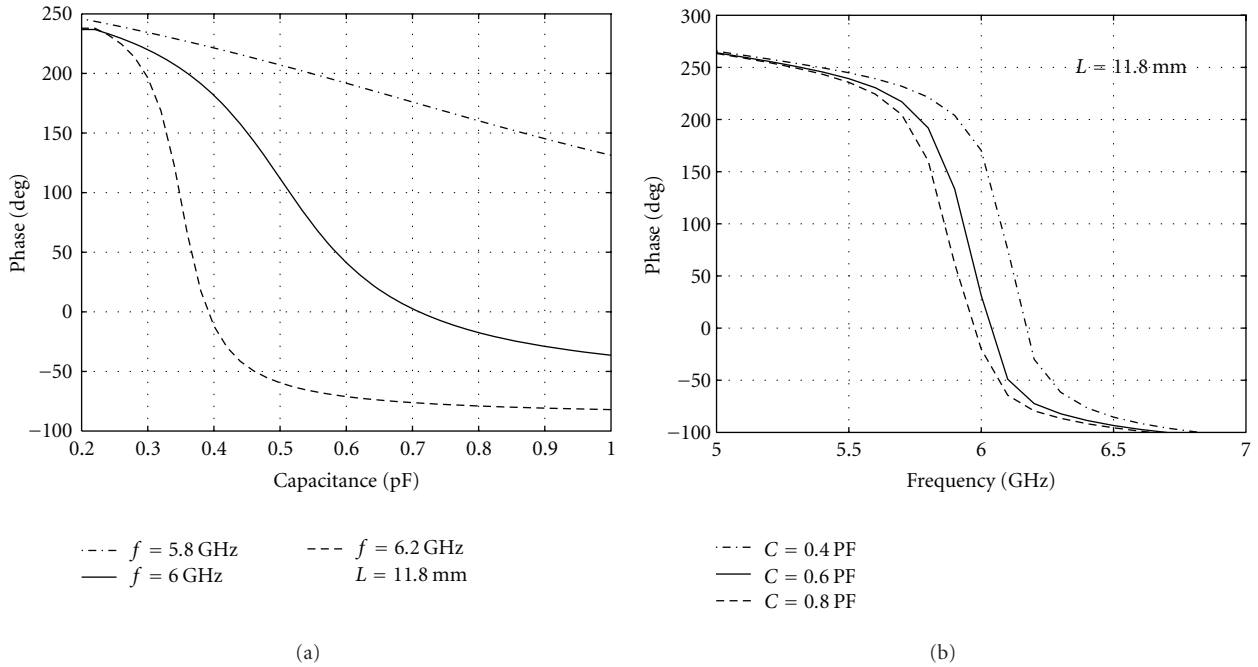 250
200
150
100
50
0
−50
−100
Phase (deg)
0.2 0.3 0.4 0.5 0.6 0.7 0.8 0.9 1
Capacitance (pF)
f = 5.8 GHz
f = 6 GHz
f = 6.2 GHz
L = 11.8 mm
(a)
300
250
200
150
100
50
0
−50
−100
Phase (deg)
L = 11.8 mm
5 5.5 6 6.5 7
Frequency (GHz)
C = 0.4 PF
C = 0.6 PF
C = 0.8 PF
(b)